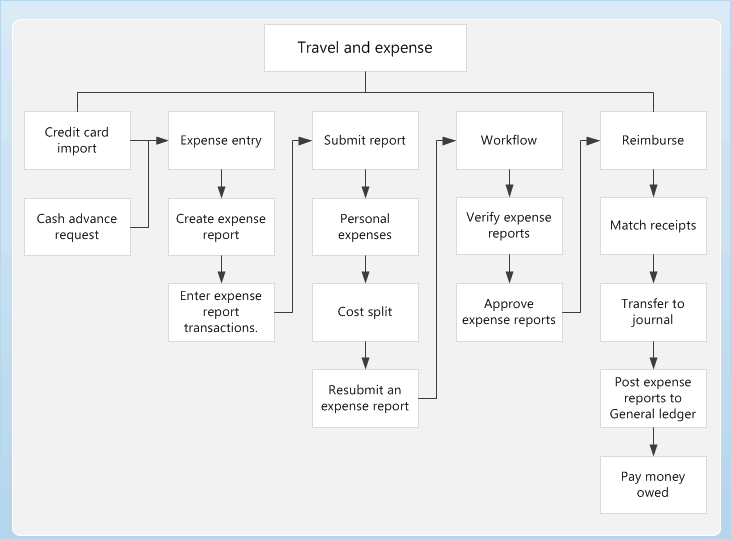 Travel and expense
Credit card
import
Expense entry
Submit report
Workflow
Reimburse
Cash advance
request
Create expense
report
Personal
expenses
Verify expense
reports
Match receipts
Enter expense
report
transactions.
Cost split
Approve
expense reports
Transfer to
journal
Resubmit an
expense report
Post expense
reports to
General ledger
Pay money
owed